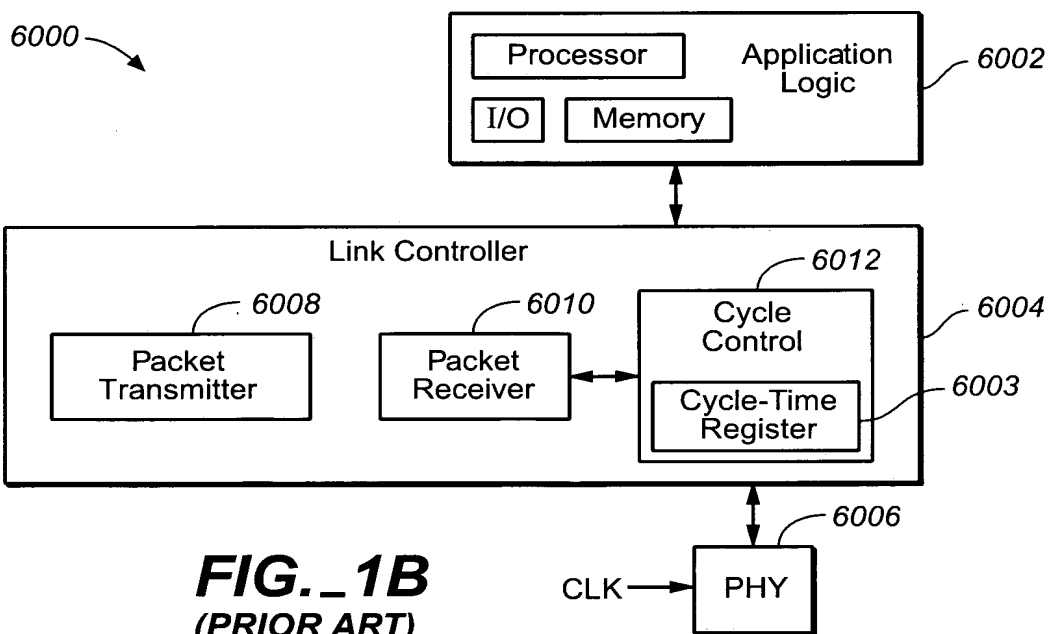 6000
Processor
Application
Logic
6002
I/O
Memory
Link Controller
6012
6008
6010
6004
Packet
Transmitter
Packet
Receiver
Cycle
Control
6003
Cycle-Time
Register
6006
FIG._1B
(PRIOR ART)
CLK
PHY